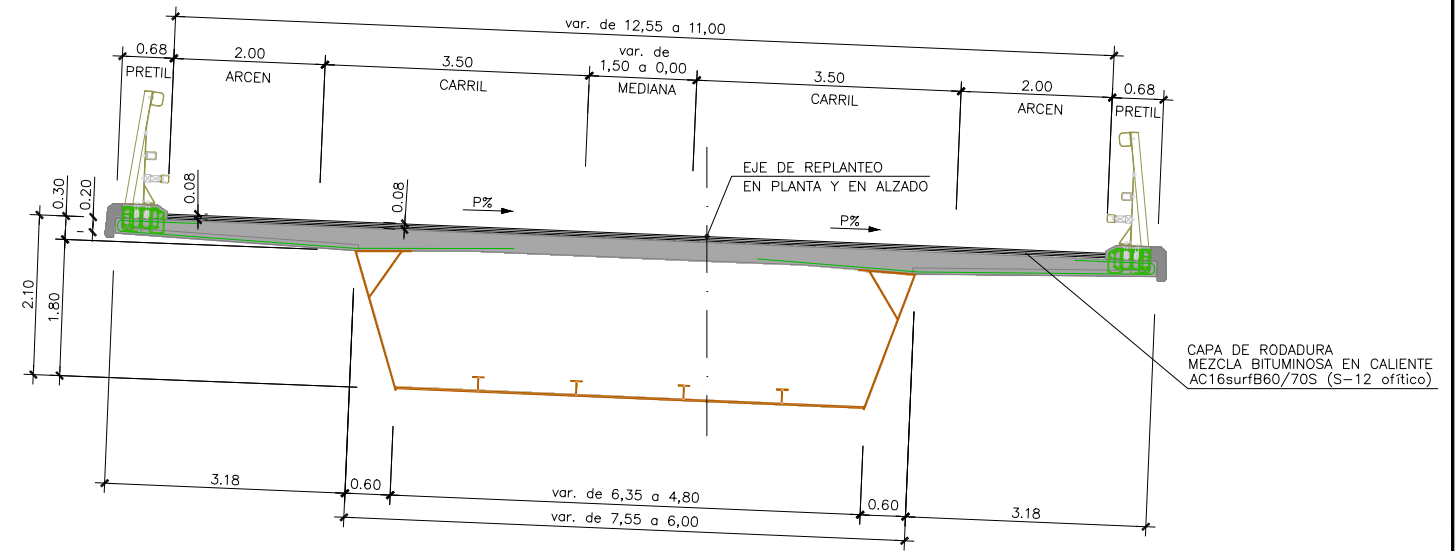 var. de 12,55 a 11,00
0.68
2.00
3.50
var. de
1,50 a 0,00
3.50
2.00
0.68
PRETIL
ARCEN
CARRIL
MEDIANA
CARRIL
ARCEN
PRETIL
EJE DE REPLANTEO
EN PLANTA Y EN ALZADO
0.30
0.20
0.08
0.08
P%
P%
2.10
1.80
CAPA DE RODADURA
MEZCLA BITUMINOSA EN CALIENTE
AC16surfB60/70S (S-12 ofítico)
3.18
0.60
var. de 6,35 a 4,80
0.60
3.18
var. de 7,55 a 6,00